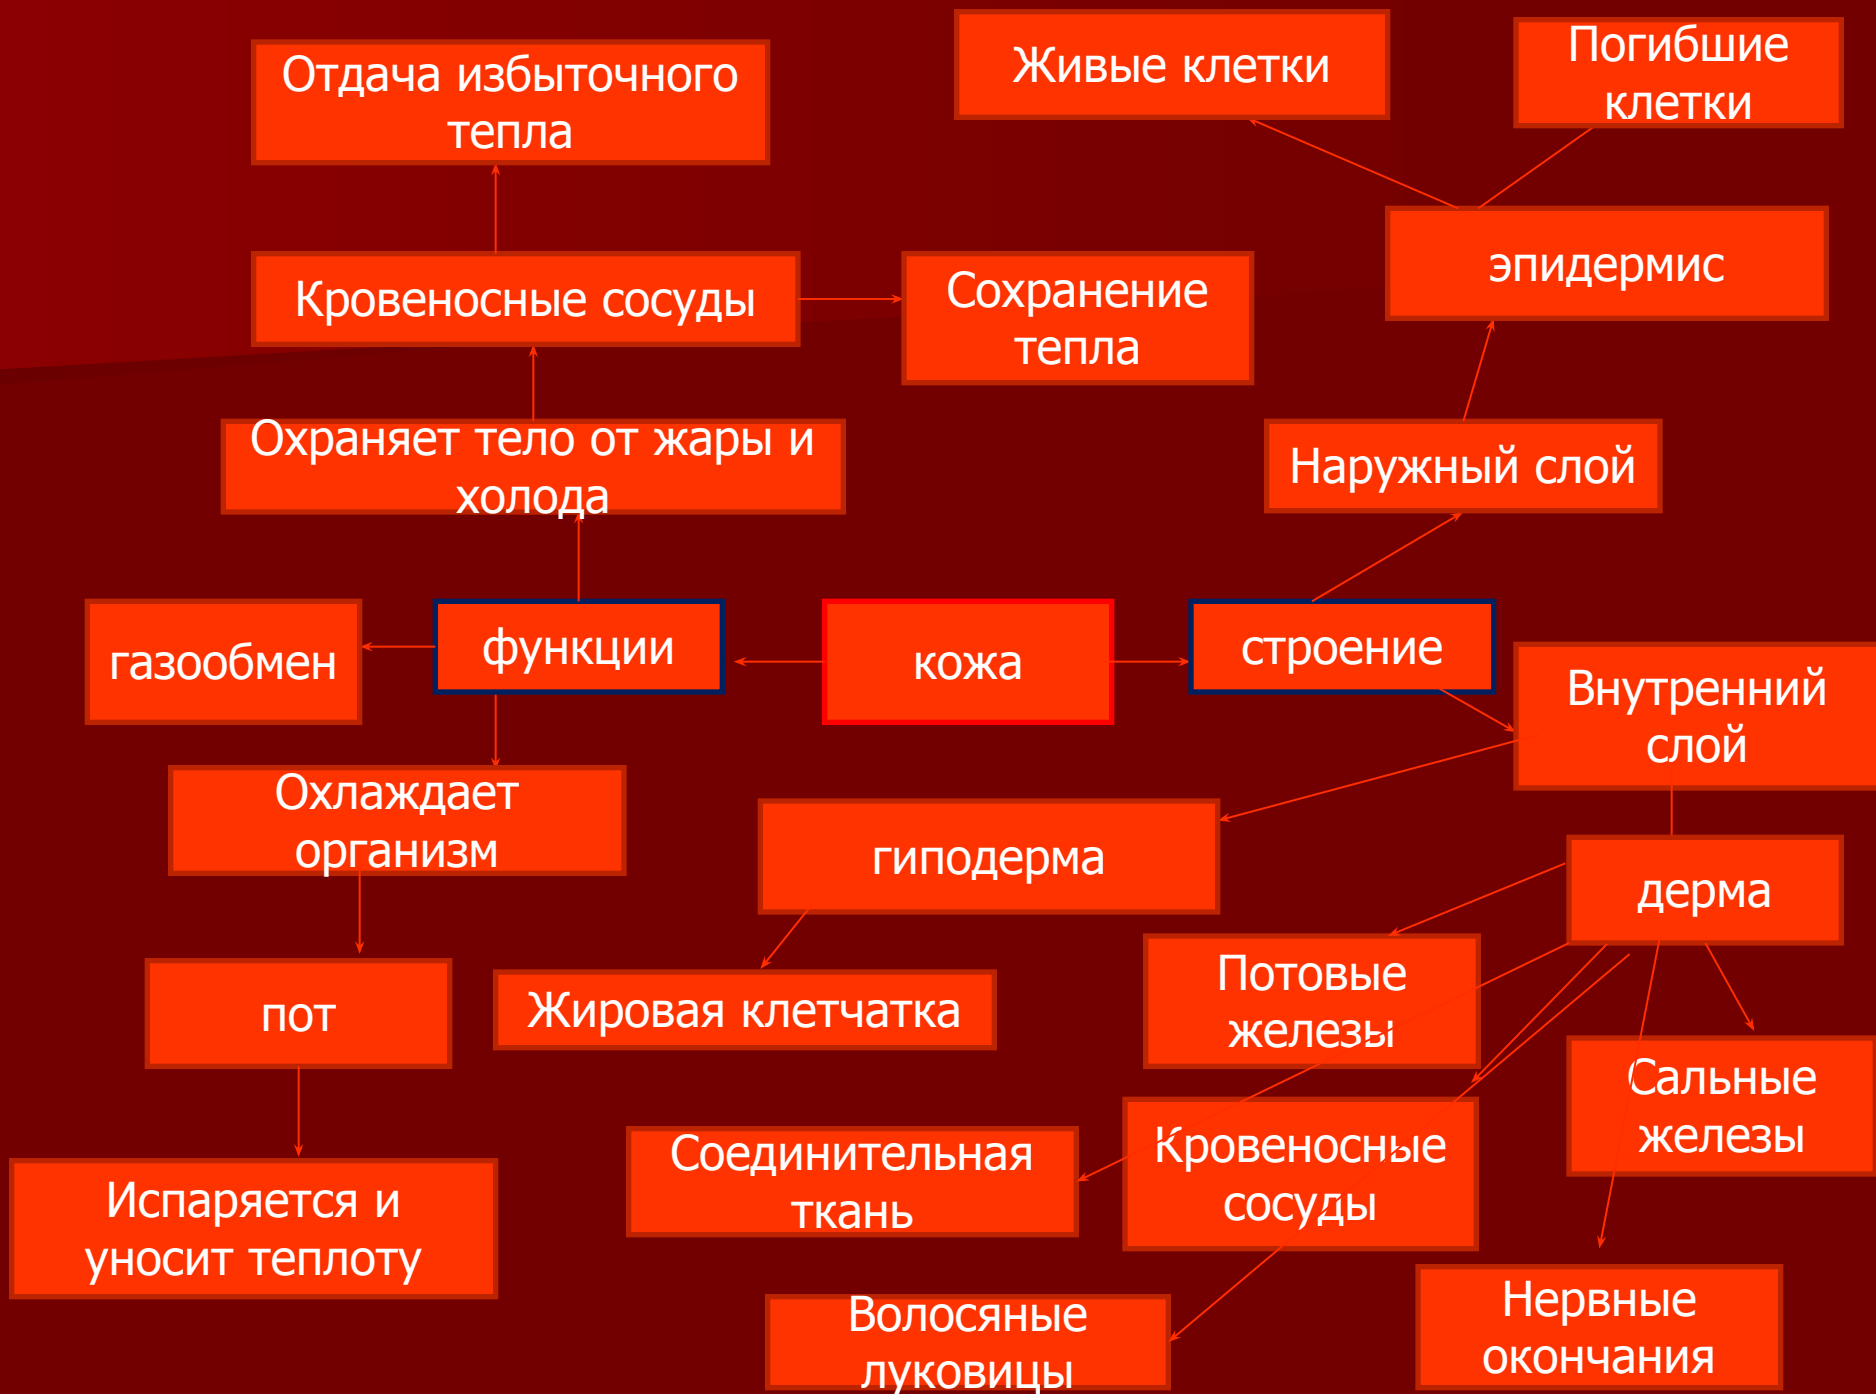 Отдача избыточного
тепла
Живые клетки
Погибшие
клетки
Кровеносные сосуды
Сохранение
тепла
эпидермис
Охраняет тело от жары и
холода
Наружный слой
газообмен
функции
кожа
строение
Внутренний
слой
Охлаждает
организм
гиподерма
дерма
пот
Жировая клетчатка
Потовые
железы
Сальные
железы
Испаряется и
уносит теплоту
Соединительная
ткань
Кровеносные
сосуды
Волосяные
луковицы
Нервные
окончания